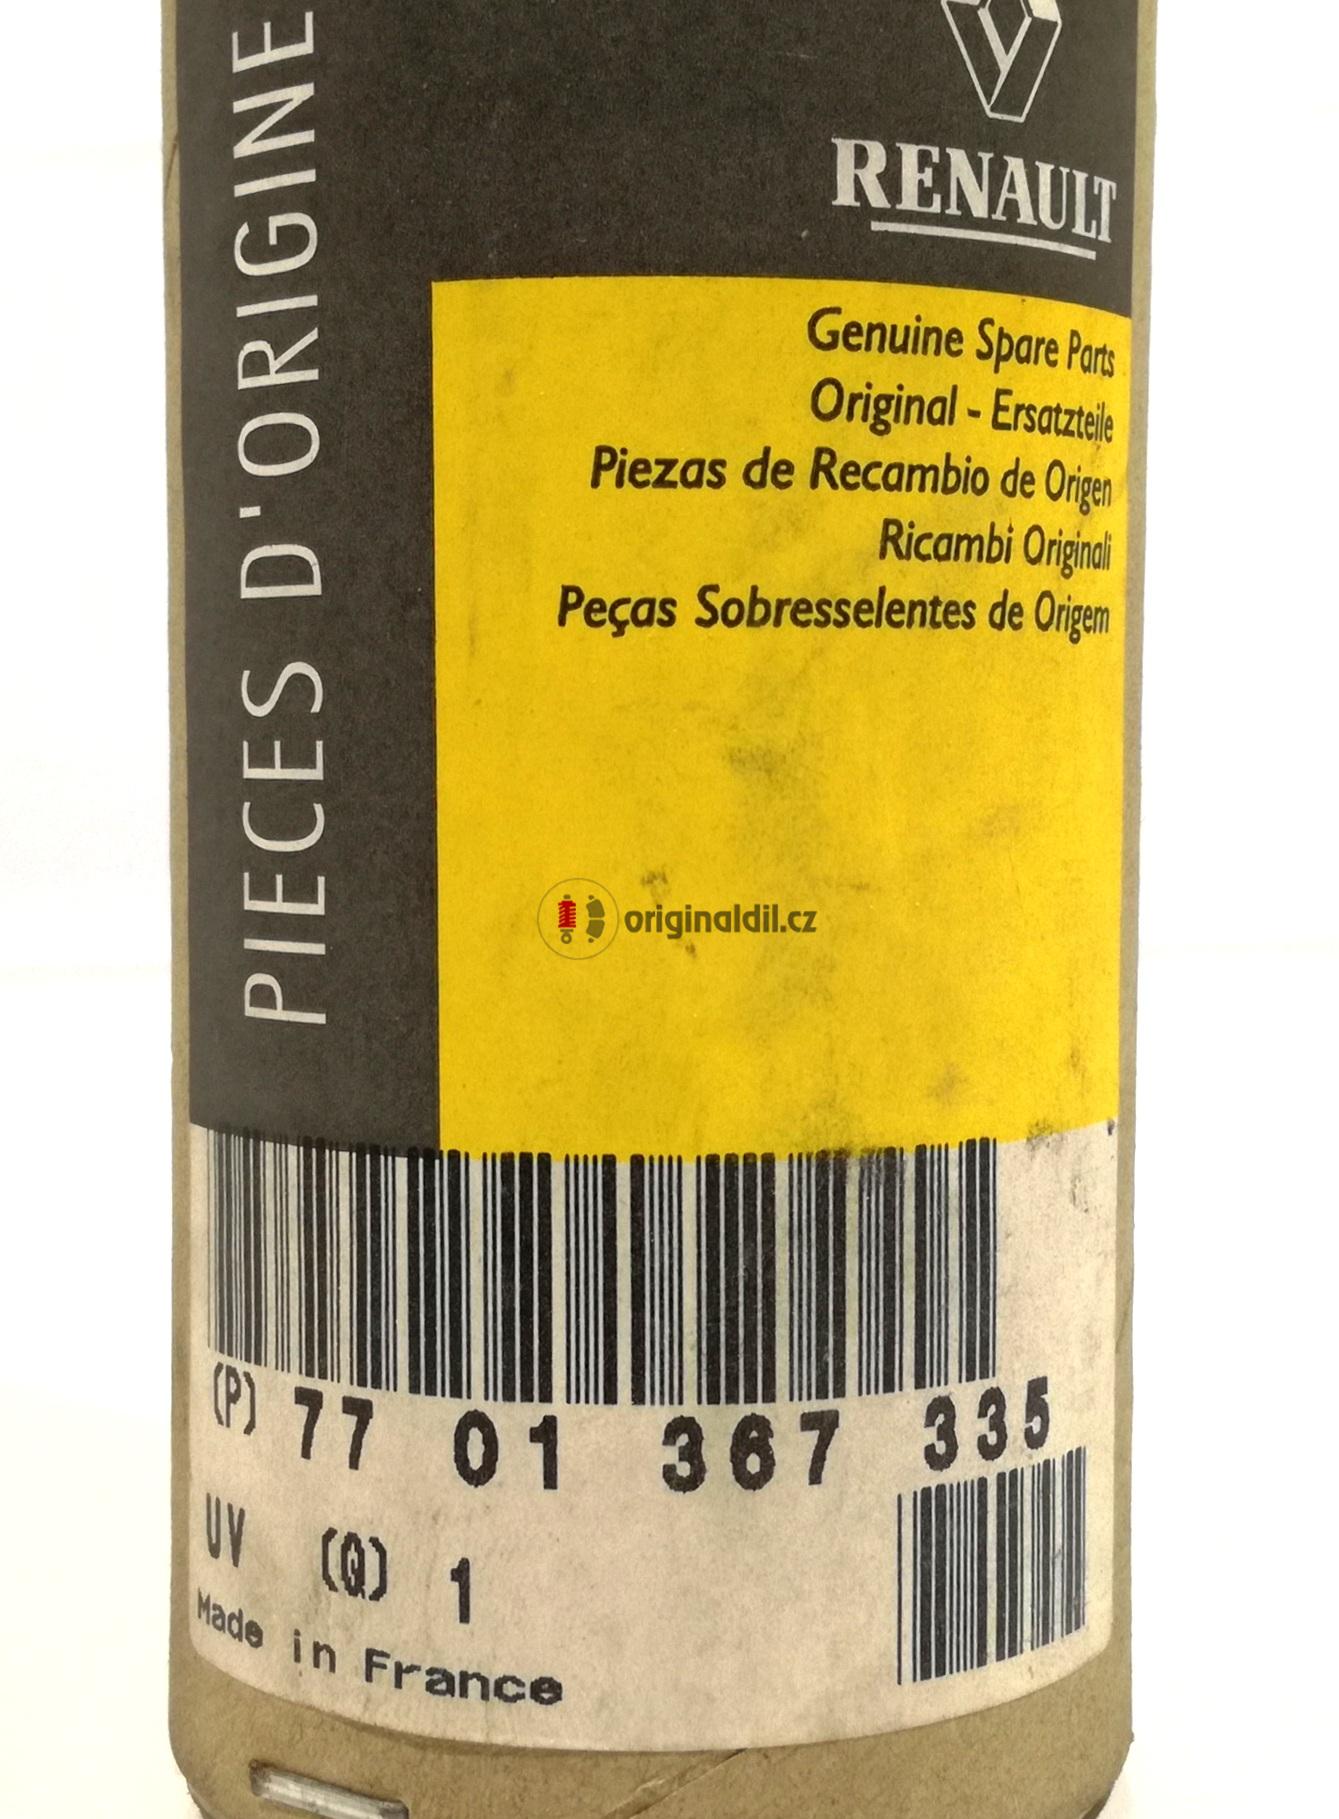 PIECES D'ORIGINE
RENAULT
Genuine Spare Parts
Original - Ersatzteile
Piezas de Recambio de Origen
Ricambi Originali
Peças Sobresselentes de Origem
originaldil.cz
(P) 77 01 367 335
UV (Q) 1
Made in France